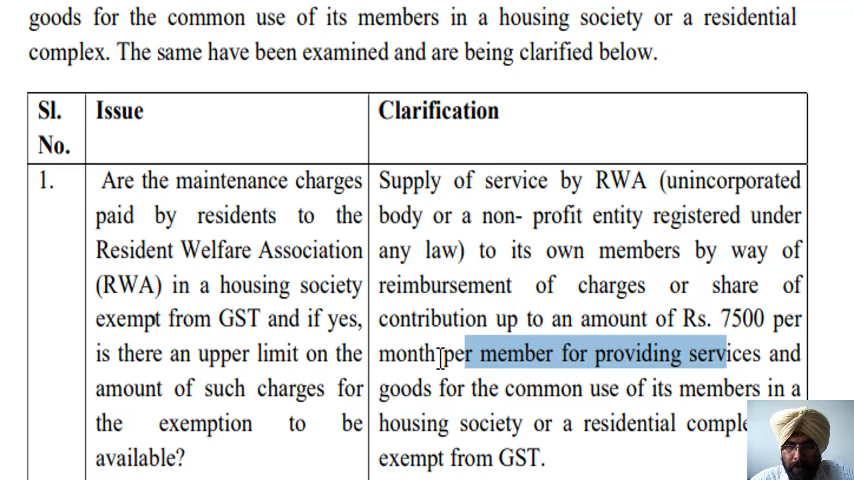 goods for the common use of its members in a housing society or a residential
complex. The same have been examined and are being clarified below.
Sl. No.
Issue
Clarification
1.
Are the maintenance charges
paid by residents to the
Resident Welfare Association
(RWA) in a housing society
exempt from GST and if yes,
is there an upper limit on the
amount of such charges for
the exemption to be
available?
Supply of service by RWA (unincorporated
body or a non- profit entity registered under
any law) to its own members by way of
reimbursement of charges or share of
contribution up to an amount of Rs. 7500 per
month per member for providing services and
goods for the common use of its members in a
housing society or a residential
exempt from GST.